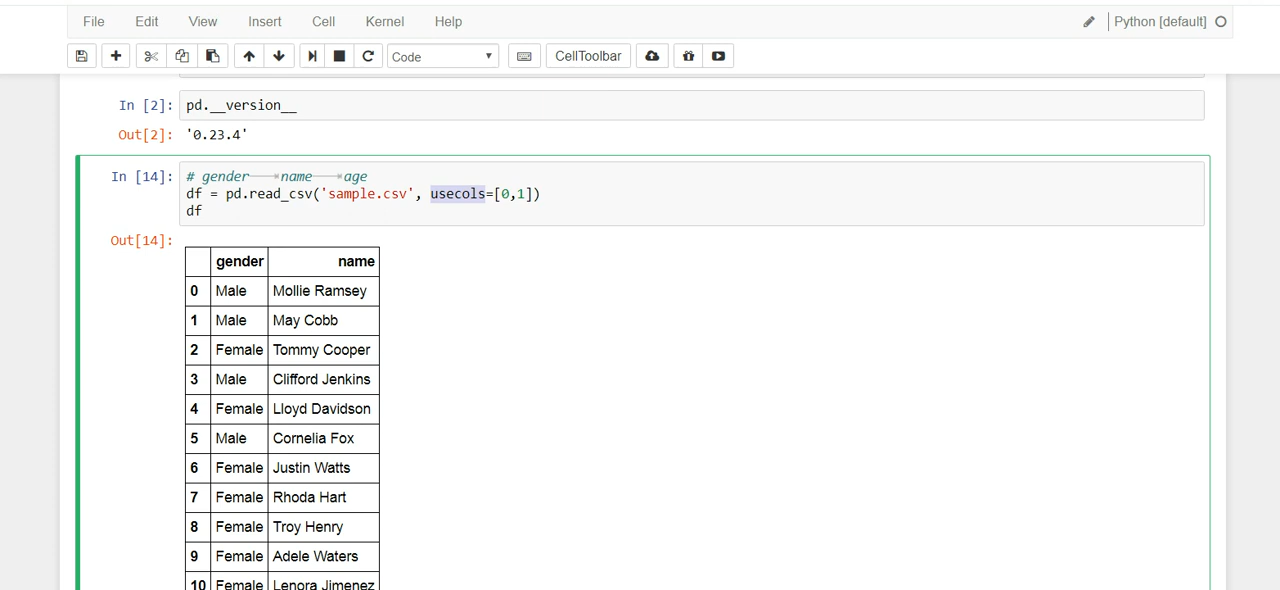 File Edit View Insert Cell Kernel Help Python [default]
Code CellToolbar
In [2]: pd.__version__
Out[2]: '0.23.4'
In [14]: # gender name age
df = pd.read_csv('sample.csv', usecols=[0,1])
df
Out[14]:
gender name
0 Male Mollie Ramsey
1 Male May Cobb
2 Female Tommy Cooper
3 Male Clifford Jenkins
4 Female Lloyd Davidson
5 Male Cornelia Fox
6 Female Justin Watts
7 Female Rhoda Hart
8 Female Troy Henry
9 Female Adele Waters
10 Female Lenora Jimenez